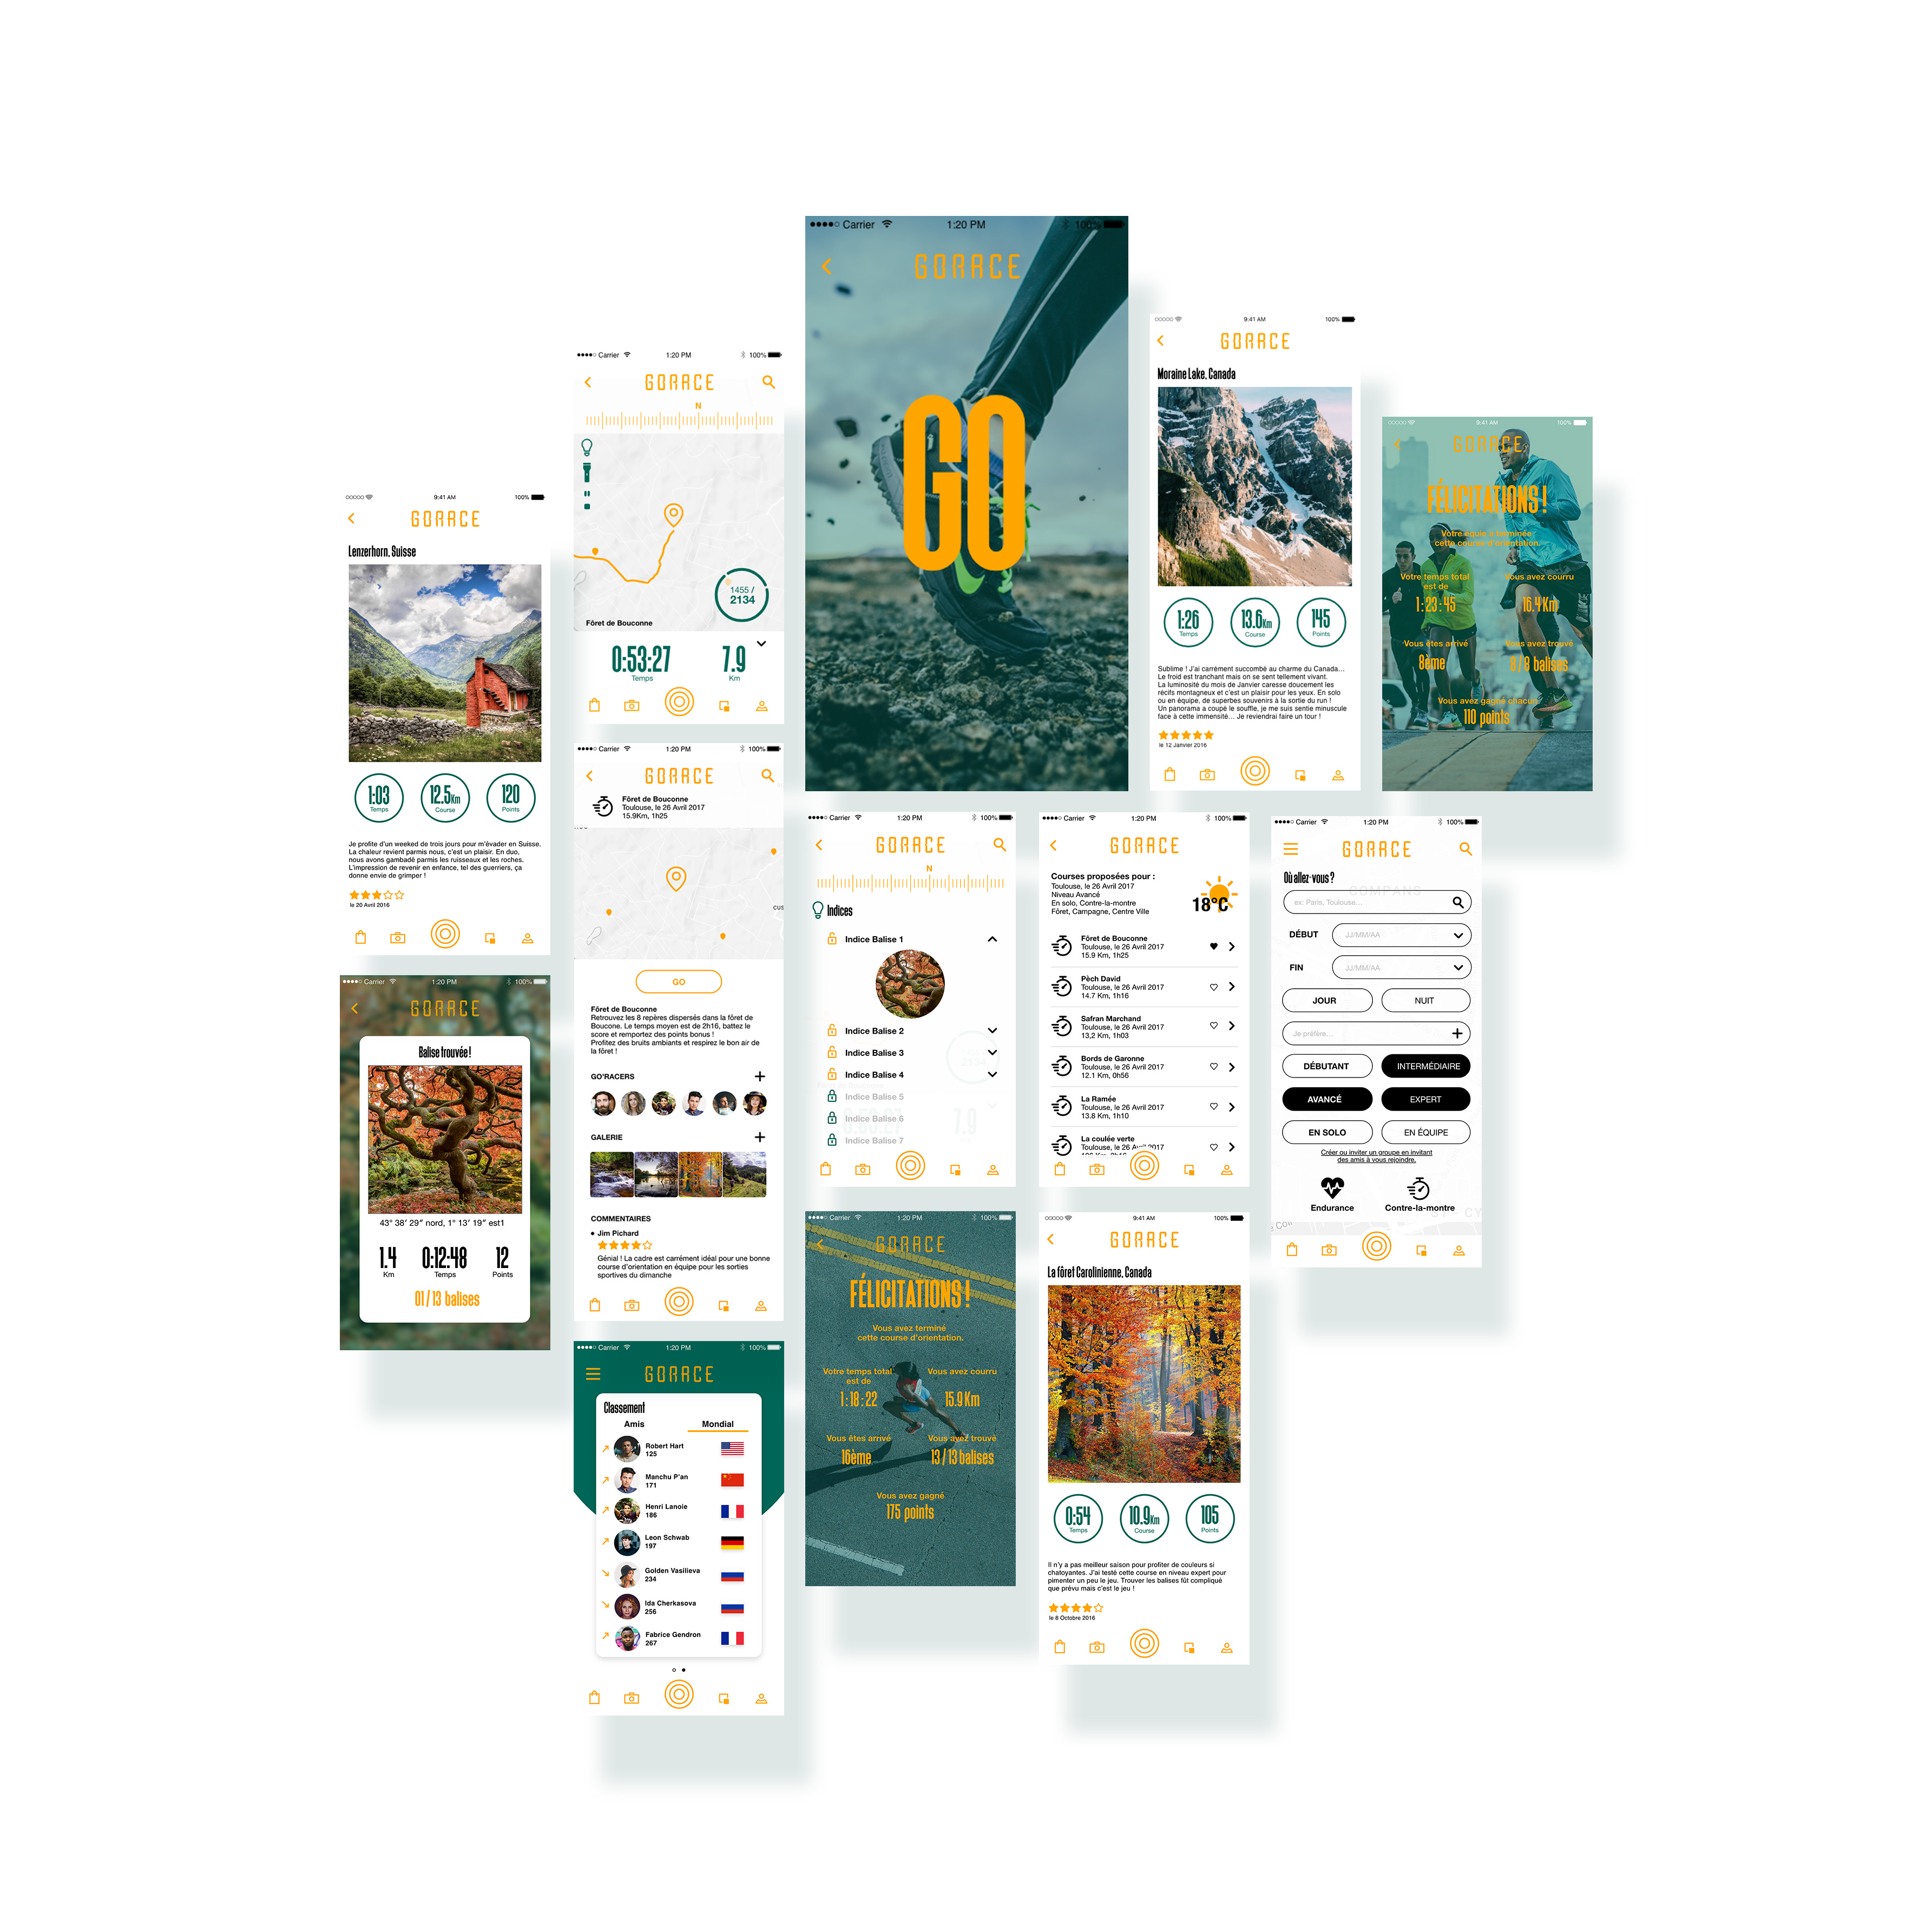 Carrier 1:20 PM 100%
GORACE
GO
Carrier 1:20 PM 100%
GORACE
N
1455 /
2134
Fôret de Bouconne
0:53:27
Temps
7.9
Km
9:41 AM 100%
GORACE
Moraine Lake, Canada
1:26
Temps
13.6Km
Course
145
Points
Sublime ! J'ai carrément succombé au charme du Canada...
Le froid est tranchant mais on se sent tellement vivant.
La luminosité du mois de Janvier caresse doucement les
récifs montagneux et c'est un plaisir pour les yeux. En solo
ou en équipe, de superbes souvenirs à la sortie du run !
Un panorama a coupé le souffle, je me suis sentie minuscule
face à cette immensité... Je reviendrai faire un tour !
le 12 Janvier 2016
9:41 AM 100%
GORACE
FÉLICITATIONS !
Votre équipe terminée
cette course d'orientation.
Votre temps total
est de
1 : 23 : 45
Vous avez couru
16.4 Km
Vous êtes arrivé
8ème
Vous avez trouvé
8 / 8 balises
Vous avez gagné chacun
110 points
9:41 AM 100%
GORACE
Lenzerhorn, Suisse
1:03
Temps
12.5Km
Course
120
Points
Je profite d'un weeked de trois jours pour m'évader en Suisse.
La chaleur revient parmis nous, c'est un plaisir. En duo,
nous avons gambadé parmis les ruisseaux et les roches.
L'impression de revenir en enfance, tel des guerriers, ça
donne envie de grimper !
le 20 Avril 2016
Carrier 1:20 PM 100%
GORACE
Fôret de Bouconne
Toulouse, le 26 Avril 2017
15.9Km, 1h25
CUS
GO
Fôret de Bouconne
Retrouvez les 8 repères dispersés dans la fôret de
Boucone. Le temps moyen est de 2h16, battez le
score et remportez des points bonus !
Profitez des bruits ambiants et respirez le bon air de
la fôret !
GO'RACERS
GALERIE
COMMENTAIRES
Jim Pichard
Génial ! La cadre est carrément idéal pour une bonne
course d'orientation en équipe pour les sorties
sportives du dimanche
Carrier 1:20 PM 100%
GORACE
N
Indices
Indice Balise 1
Indice Balise 2
Indice Balise 3
Indice Balise 4
2134
Indice Balise 5
Indice Balise 6
Indice Balise 7
0:53:27
7.9
Carrier 1:20 PM 100%
GORACE
Courses proposées pour :
Toulouse, le 26 Avril 2017
Niveau Avancé
En solo, Contre-la-montre
Fôret, Campagne, Centre Ville
18°C
Fôret de Bouconne
Toulouse, le 26 Avril 2017
15.9 Km, 1h25
Pèch David
Toulouse, le 26 Avril 2017
14.7 Km, 1h16
Safran Marchand
Toulouse, le 26 Avril 2017
13,2 Km, 1h03
Bords de Garonne
Toulouse, le 26 Avril 2017
12.1 Km, 0h56
La Ramée
Toulouse, le 26 Avril 2017
13.8 Km, 1h10
La coulée verte
Toulouse, le 26 Avril 2017
Carrier 1:20 PM 100%
GORACE
Où allez-vous ?
COMPANS
ex: Paris, Toulouse...
DÉBUT
JJ/MM/AA
FIN
JJ/MM/AA
JOUR
NUIT
Je préfère...
DÉBUTANT
INTERMÉDIAIRE
AVANCÉ
EXPERT
EN SOLO
EN ÉQUIPE
Créer ou inviter un groupe en invitant
des amis à vous rejoindre.
Endurance
Contre-la-montre
CY
Carrier 1:20 PM 100%
GORACE
Balise trouvée !
43° 38' 29" nord, 1° 13' 19" est1
1.4
Km
0:12:48
Temps
12
Points
01 / 13 balises
Carrier 1:20 PM 100%
GORACE
FÉLICITATIONS !
Vous avez terminé
cette course d'orientation.
Votre temps total
est de
1 : 18 : 22
Vous avez couru
15.9 Km
Vous êtes arrivé
16ème
Vous avez trouvé
13 / 13 balises
Vous avez gagné
175 points
9:41 AM 100%
GORACE
La fôret Carolinienne, Canada
0:54
Temps
10.9Km
Course
105
Points
Il n'y a pas meilleur saison pour profiter de couleurs si
chatoyantes. J'ai testé cette course en niveau expert pour
pimenter un peu le jeu. Trouver les balises fût compliqué
que prévu mais c'est le jeu !
le 8 Octobre 2016
Carrier 1:20 PM 100%
GORACE
Classement
Amis
Mondial
Robert Hart
125
Manchu P'an
171
Henri Lanoie
186
Leon Schwab
197
Golden Vasilieva
234
Ida Cherkasova
256
Fabrice Gendron
267